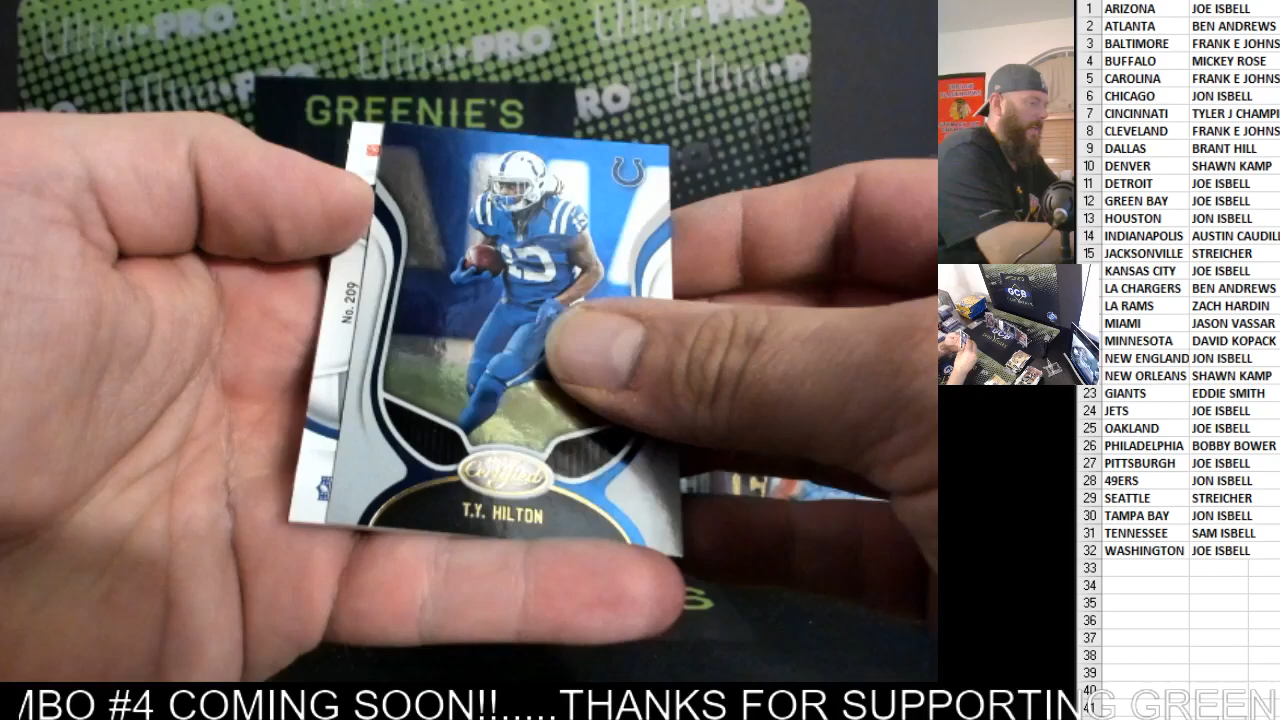 Ultra•PRO
Ultra•PRO
GREENIE'S
RO
No. 209
13
Certified
T.Y. HILTON
GCB
1 ARIZONA JOE ISBELL
2 ATLANTA BEN ANDREWS
3 BALTIMORE FRANK E JOHNS
4 BUFFALO MICKEY ROSE
5 CAROLINA FRANK E JOHNS
6 CHICAGO JON ISBELL
7 CINCINNATI TYLER J CHAMPI
8 CLEVELAND FRANK E JOHNS
9 DALLAS BRANT HILL
10 DENVER SHAWN KAMP
11 DETROIT JOE ISBELL
12 GREEN BAY JOE ISBELL
13 HOUSTON JON ISBELL
14 INDIANAPOLIS AUSTIN CAUDILL
15 JACKSONVILLE STREICHER
KANSAS CITY JOE ISBELL
LA CHARGERS BEN ANDREWS
LA RAMS ZACH HARDIN
MIAMI JASON VASSAR
MINNESOTA DAVID KOPACK
NEW ENGLAND JON ISBELL
NEW ORLEANS SHAWN KAMP
23 GIANTS EDDIE SMITH
24 JETS JOE ISBELL
25 OAKLAND JOE ISBELL
26 PHILADELPHIA BOBBY BOWER
27 PITTSBURGH JOE ISBELL
28 49ERS JON ISBELL
29 SEATTLE STREICHER
30 TAMPA BAY JON ISBELL
31 TENNESSEE SAM ISBELL
32 WASHINGTON JOE ISBELL
33
34
35
36
37
38
39
40
41
MBO #4 COMING SOON!!.....THANKS FOR SUPPORTING GREEN